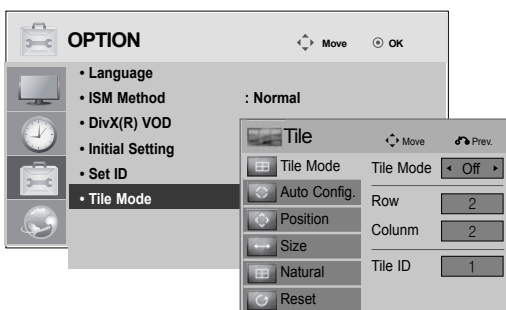 OPTION Move OK
• Language
• ISM Method : Normal
• DivX(R) VOD
• Initial Setting
• Set ID
• Tile Mode
Tile Move Prev.
Tile Mode Tile Mode Off
Auto Config.
Row 2
Position
Colunm 2
Size
Natural Tile ID 1
Reset